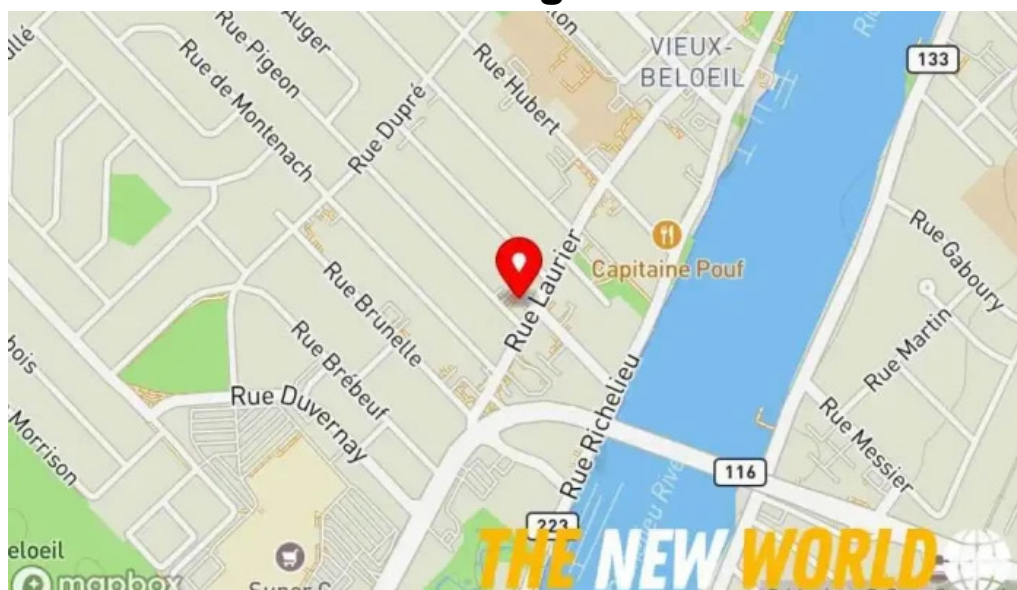 Auger
Rue Pigeon
Rue de Montenach
Rue Dupré
Rue Hubert
VIEUX-
BELOEIL
133
Rue Laurier
Capitaine Pouf
Rue Gaboury
Rue Martin
Rue Brunelle
Rue Brébeuf
Rue Duvernay
Morrison
Rue Richelieu
Rue Messier
116
223
eloeil
mapbox
Super C
THE NEW WORLD